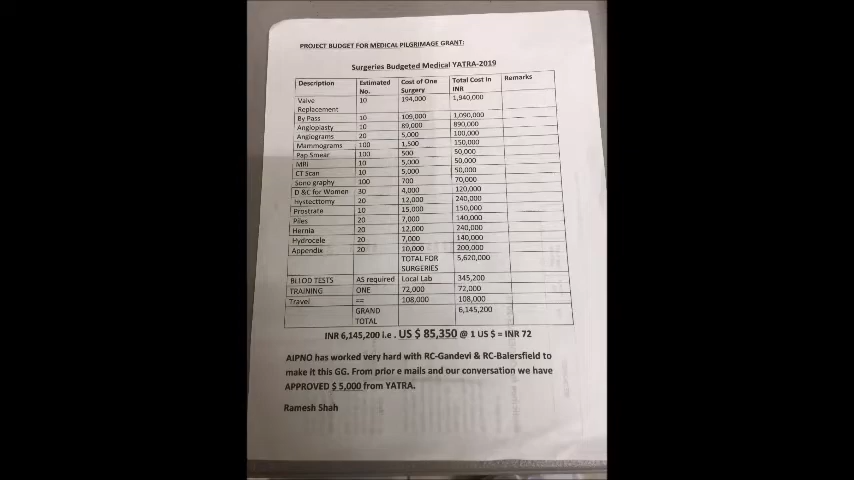 PROJECT BUDGET FOR MEDICAL PILGRIMAGE GRANT:
Surgeries Budgeted Medical YATRA-2019
Description Estimated No. Cost of One Surgery Total Cost in INR Remarks
Valve Replacement 10 194,000 1,940,000
By Pass 10 109,000 1,090,000
Angioplasty 10 89,000 890,000
Angiograms 20 5,000 100,000
Mammograms 100 1,500 150,000
Pap Smear 100 500 50,000
MRI 10 5,000 50,000
CT Scan 10 5,000 50,000
Sono graphy 100 700 70,000
D &C for Women 30 4,000 120,000
hystecttomy 20 12,000 240,000
Prostrate 10 15,000 150,000
Piles 20 7,000 140,000
Hernia 20 12,000 240,000
Hydrocele 20 7,000 140,000
Appendix 20 10,000 200,000
TOTAL FOR SURGERIES 5,620,000
BLLOD TESTS AS required Local Lab 345,200
TRAINING ONE 72,000 72,000
Travel == 108,000 108,000
GRAND TOTAL 6,145,200
INR 6,145,200 i.e . US $ 85,350 @ 1 US $ = INR 72
AIPNO has worked very hard with RC-Gandevi & RC-Balersfield to
make it this GG. From prior e mails and our conversation we have
APPROVED $ 5,000 from YATRA.
Ramesh Shah